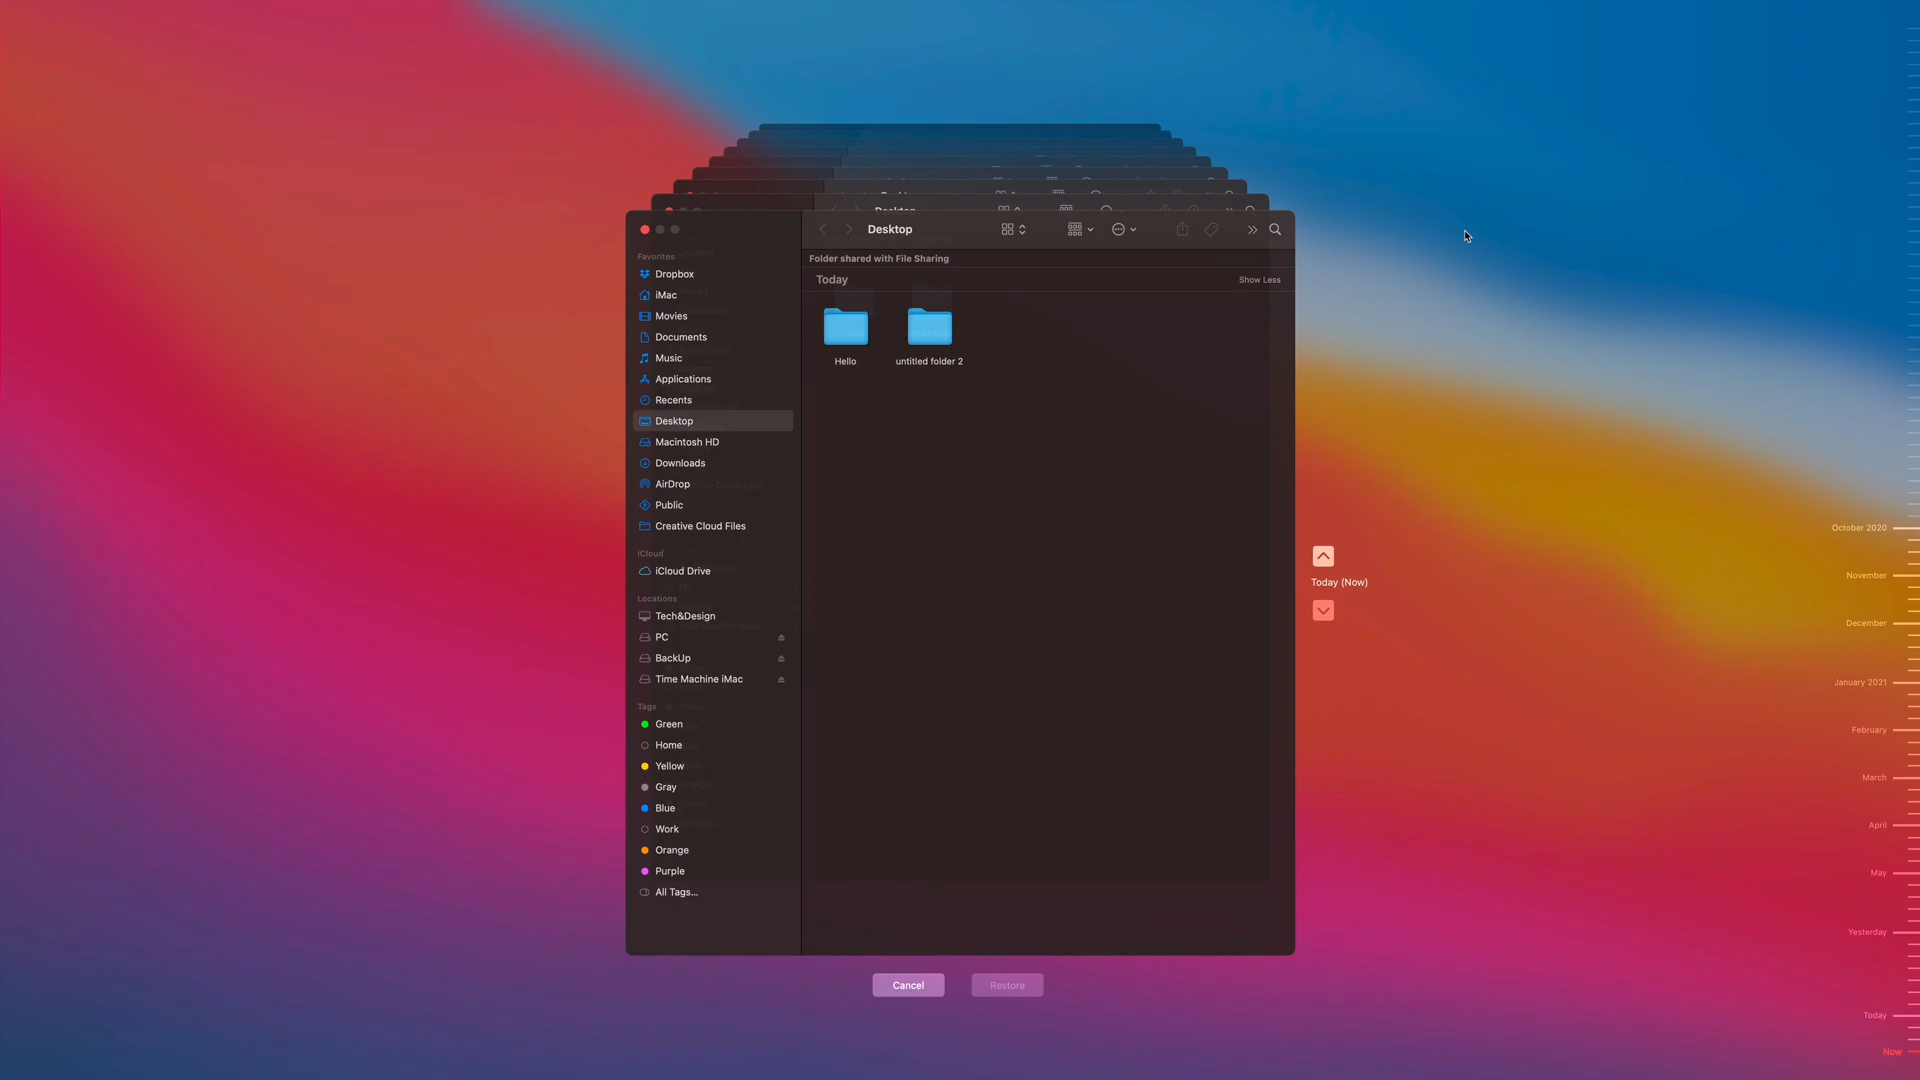 Desktop
Folder shared with File Sharing
Today
Show Less
Hello
untitled folder 2
Favorites
Dropbox
iMac
Movies
Documents
Music
Applications
Recents
Desktop
Macintosh HD
Downloads
AirDrop
Public
Creative Cloud Files
iCloud
iCloud Drive
Locations
Tech&Design
PC
BackUp
Time Machine iMac
Tags
Green
Home
Yellow
Gray
Blue
Work
Orange
Purple
All Tags...
Today (Now)
Cancel
Restore
October 2020
November
December
January 2021
February
March
April
May
Yesterday
Today
Now